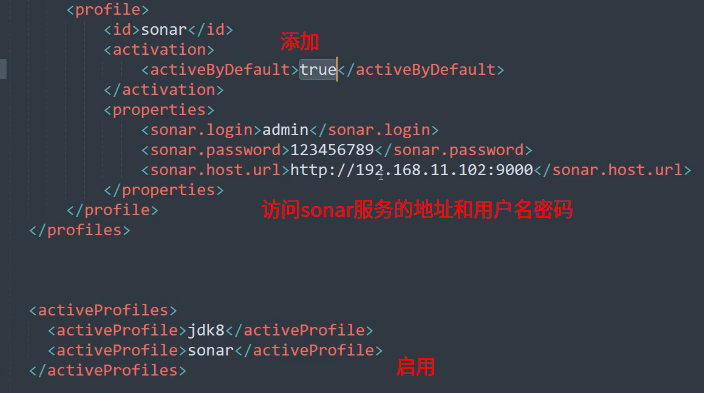 <profile>
<id>sonar</id>
添加
<activation>
<activeByDefault>true</activeByDefault>
</activation>
<properties>
<sonar.login>admin</sonar.login>
<sonar.password>123456789</sonar.password>
<sonar.host.url>http://192.168.11.102:9000</sonar.host.url>
</properties>
</profile>
访问sonar服务的地址和用户名密码
</profiles>
<activeProfiles>
<activeProfile>jdk8</activeProfile>
<activeProfile>sonar</activeProfile>
</activeProfiles>
启用